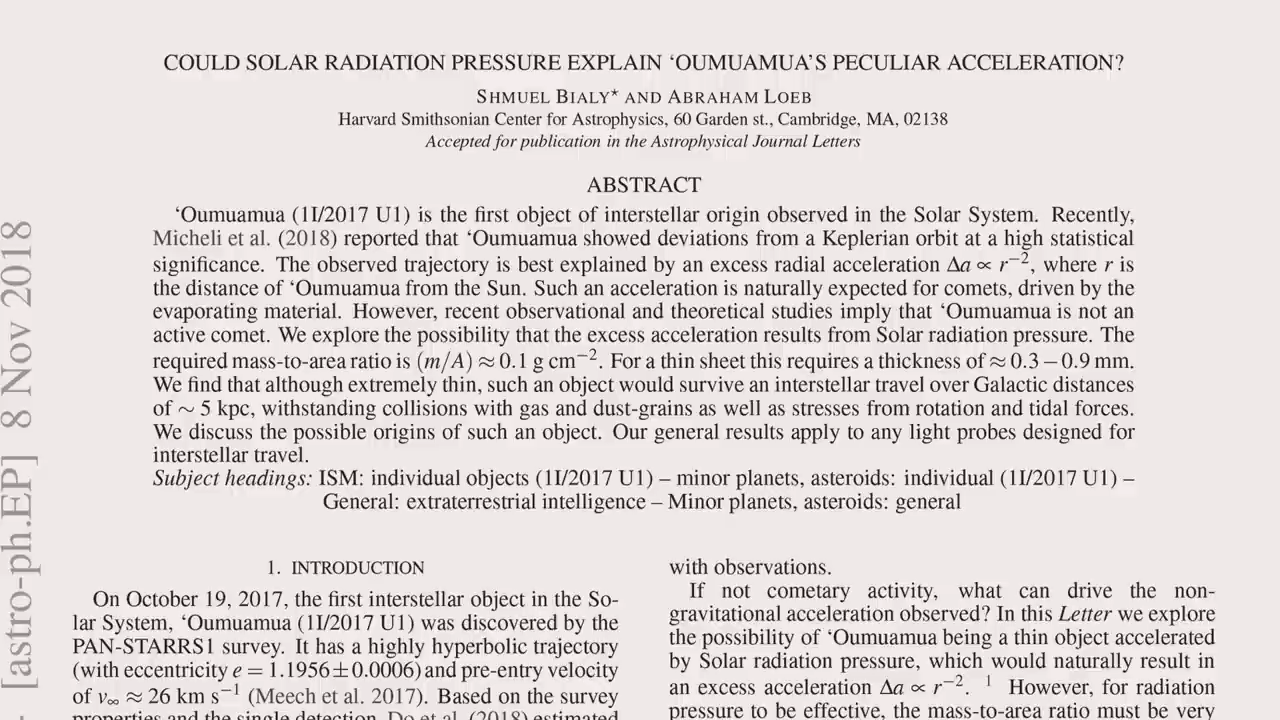 COULD SOLAR RADIATION PRESSURE EXPLAIN ‘OUMUAMUA’S PECULIAR ACCELERATION?
SHMUEL BIALY⋆ AND ABRAHAM LOEB
Harvard Smithsonian Center for Astrophysics, 60 Garden st., Cambridge, MA, 02138
Accepted for publication in the Astrophysical Journal Letters
ABSTRACT
‘Oumuamua (1I/2017 U1) is the first object of interstellar origin observed in the Solar System. Recently,
Micheli et al. (2018) reported that ‘Oumuamua showed deviations from a Keplerian orbit at a high statistical
significance. The observed trajectory is best explained by an excess radial acceleration Δa ∝ r⁻², where r is
the distance of ‘Oumuamua from the Sun. Such an acceleration is naturally expected for comets, driven by the
evaporating material. However, recent observational and theoretical studies imply that ‘Oumuamua is not an
active comet. We explore the possibility that the excess acceleration results from Solar radiation pressure. The
required mass-to-area ratio is (m/A) ≈ 0.1 g cm⁻². For a thin sheet this requires a thickness of ≈ 0.3 − 0.9 mm.
We find that although extremely thin, such an object would survive an interstellar travel over Galactic distances
of ∼ 5 kpc, withstanding collisions with gas and dust-grains as well as stresses from rotation and tidal forces.
We discuss the possible origins of such an object. Our general results apply to any light probes designed for
interstellar travel.
Subject headings: ISM: individual objects (1I/2017 U1) – minor planets, asteroids: individual (1I/2017 U1) –
General: extraterrestrial intelligence – Minor planets, asteroids: general
[astro-ph.EP] 8 Nov 2018
1. INTRODUCTION
On October 19, 2017, the first interstellar object in the So-
lar System, ‘Oumuamua (1I/2017 U1) was discovered by the
PAN-STARRS1 survey. It has a highly hyperbolic trajectory
(with eccentricity e = 1.1956±0.0006) and pre-entry velocity
of v∞ ≈ 26 km s⁻¹ (Meech et al. 2017). Based on the survey
properties and the single detection, Do et al. (2018) estimated
with observations.
If not cometary activity, what can drive the non-
gravitational acceleration observed? In this Letter we explore
the possibility of ‘Oumuamua being a thin object accelerated
by Solar radiation pressure, which would naturally result in
an excess acceleration Δa ∝ r⁻². ¹ However, for radiation
pressure to be effective, the mass-to-area ratio must be very